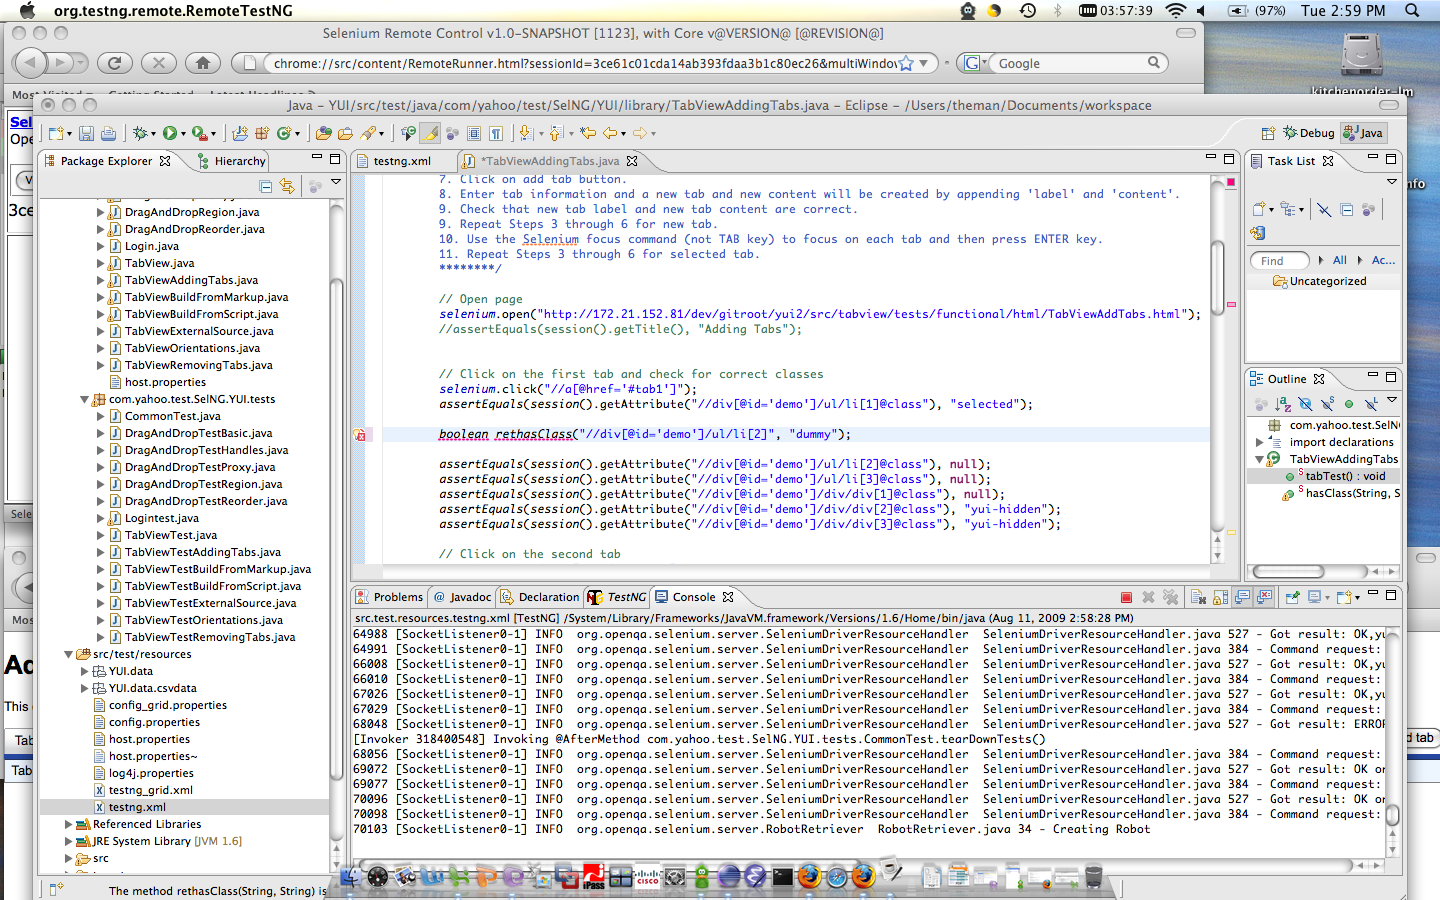 org.testng.remote.RemoteTestNG
03:57:39
(97%)
Tue 2:59 PM
Selenium Remote Control v1.0-SNAPSHOT [1123], with Core v@VERSION@ [@REVISION@]
chrome://src/content/RemoteRunner.html?sessionId=3ce61c01cda14ab393fdaa3b1c80ec26&multiWindow
Google
Java - YUI/src/test/java/com/yahoo/test/SelNG/YUI/library/TabViewAddingTabs.java - Eclipse - /Users/theman/Documents/workspace
Debug
Java
Package Explorer
Hierarchy
testng.xml
*TabViewAddingTabs.java
Task List
DragAndDropRegion.java
DragAndDropReorder.java
Login.java
TabView.java
TabViewAddingTabs.java
TabViewBuildFromMarkup.java
TabViewBuildFromScript.java
TabViewExternalSource.java
TabViewOrientations.java
TabViewRemovingTabs.java
host.properties
com.yahoo.test.SelNG.YUI.tests
CommonTest.java
DragAndDropTestBasic.java
DragAndDropTestHandles.java
DragAndDropTestProxy.java
DragAndDropTestRegion.java
DragAndDropTestReorder.java
Logintest.java
TabViewTest.java
TabViewTestAddingTabs.java
TabViewTestBuildFromMarkup.java
TabViewTestBuildFromScript.java
TabViewTestExternalSource.java
TabViewTestOrientations.java
TabViewTestRemovingTabs.java
src/test/resources
YUI.data
YUI.data.csvdata
config_grid.properties
config.properties
host.properties
host.properties~
log4j.properties
testng_grid.xml
testng.xml
Referenced Libraries
JRE System Library [JVM 1.6]
src
7. Click on add tab button.
8. Enter tab information and a new tab and new content will be created by appending 'label' and 'content'.
9. Check that new tab label and new tab content are correct.
9. Repeat Steps 3 through 6 for new tab.
10. Use the Selenium focus command (not TAB key) to focus on each tab and then press ENTER key.
11. Repeat Steps 3 through 6 for selected tab.
********/
// Open page
selenium.open("http://172.21.152.81/dev/gitroot/yui2/src/tabview/tests/functional/html/TabViewAddTabs.html");
//assertEquals(session().getTitle(), "Adding Tabs");
// Click on the first tab and check for correct classes
selenium.click("//a[@href='#tab1']");
assertEquals(session().getAttribute("//div[@id='demo']/ul/li[1]@class"), "selected");
boolean rethasClass("//div[@id='demo']/ul/li[2]", "dummy");
assertEquals(session().getAttribute("//div[@id='demo']/ul/li[2]@class"), null);
assertEquals(session().getAttribute("//div[@id='demo']/ul/li[3]@class"), null);
assertEquals(session().getAttribute("//div[@id='demo']/div/div[1]@class"), null);
assertEquals(session().getAttribute("//div[@id='demo']/div/div[2]@class"), "yui-hidden");
assertEquals(session().getAttribute("//div[@id='demo']/div/div[3]@class"), "yui-hidden");
// Click on the second tab
Find
All
Ac...
Uncategorized
Outline
com.yahoo.test.SelNG
import declarations
TabViewAddingTabs
tabTest() : void
hasClass(String, S
Problems
Javadoc
Declaration
TestNG
Console
src.test.resources.testng.xml [TestNG] /System/Library/Frameworks/JavaVM.framework/Versions/1.6/Home/bin/java (Aug 11, 2009 2:58:28 PM)
64988 [SocketListener0-1] INFO org.openqa.selenium.server.SeleniumDriverResourceHandler SeleniumDriverResourceHandler.java 527 - Got result: OK,yu
64991 [SocketListener0-1] INFO org.openqa.selenium.server.SeleniumDriverResourceHandler SeleniumDriverResourceHandler.java 384 - Command request:
66008 [SocketListener0-1] INFO org.openqa.selenium.server.SeleniumDriverResourceHandler SeleniumDriverResourceHandler.java 527 - Got result: OK,yu
66010 [SocketListener0-1] INFO org.openqa.selenium.server.SeleniumDriverResourceHandler SeleniumDriverResourceHandler.java 384 - Command request:
67026 [SocketListener0-1] INFO org.openqa.selenium.server.SeleniumDriverResourceHandler SeleniumDriverResourceHandler.java 527 - Got result: OK,yu
67029 [SocketListener0-1] INFO org.openqa.selenium.server.SeleniumDriverResourceHandler SeleniumDriverResourceHandler.java 384 - Command request:
68048 [SocketListener0-1] INFO org.openqa.selenium.server.SeleniumDriverResourceHandler SeleniumDriverResourceHandler.java 527 - Got result: ERROR
[Invoker 318400548] Invoking @AfterMethod com.yahoo.test.SelNG.YUI.tests.CommonTest.tearDownTests()
68056 [SocketListener0-1] INFO org.openqa.selenium.server.SeleniumDriverResourceHandler SeleniumDriverResourceHandler.java 384 - Command request:
69072 [SocketListener0-1] INFO org.openqa.selenium.server.SeleniumDriverResourceHandler SeleniumDriverResourceHandler.java 527 - Got result: OK on
69077 [SocketListener0-1] INFO org.openqa.selenium.server.SeleniumDriverResourceHandler SeleniumDriverResourceHandler.java 384 - Command request:
70096 [SocketListener0-1] INFO org.openqa.selenium.server.SeleniumDriverResourceHandler SeleniumDriverResourceHandler.java 527 - Got result: OK on
70098 [SocketListener0-1] INFO org.openqa.selenium.server.SeleniumDriverResourceHandler SeleniumDriverResourceHandler.java 384 - Command request:
70103 [SocketListener0-1] INFO org.openqa.selenium.server.RobotRetriever RobotRetriever.java 34 - Creating Robot
The method rethasClass(String, String) is
iPass
CISCO